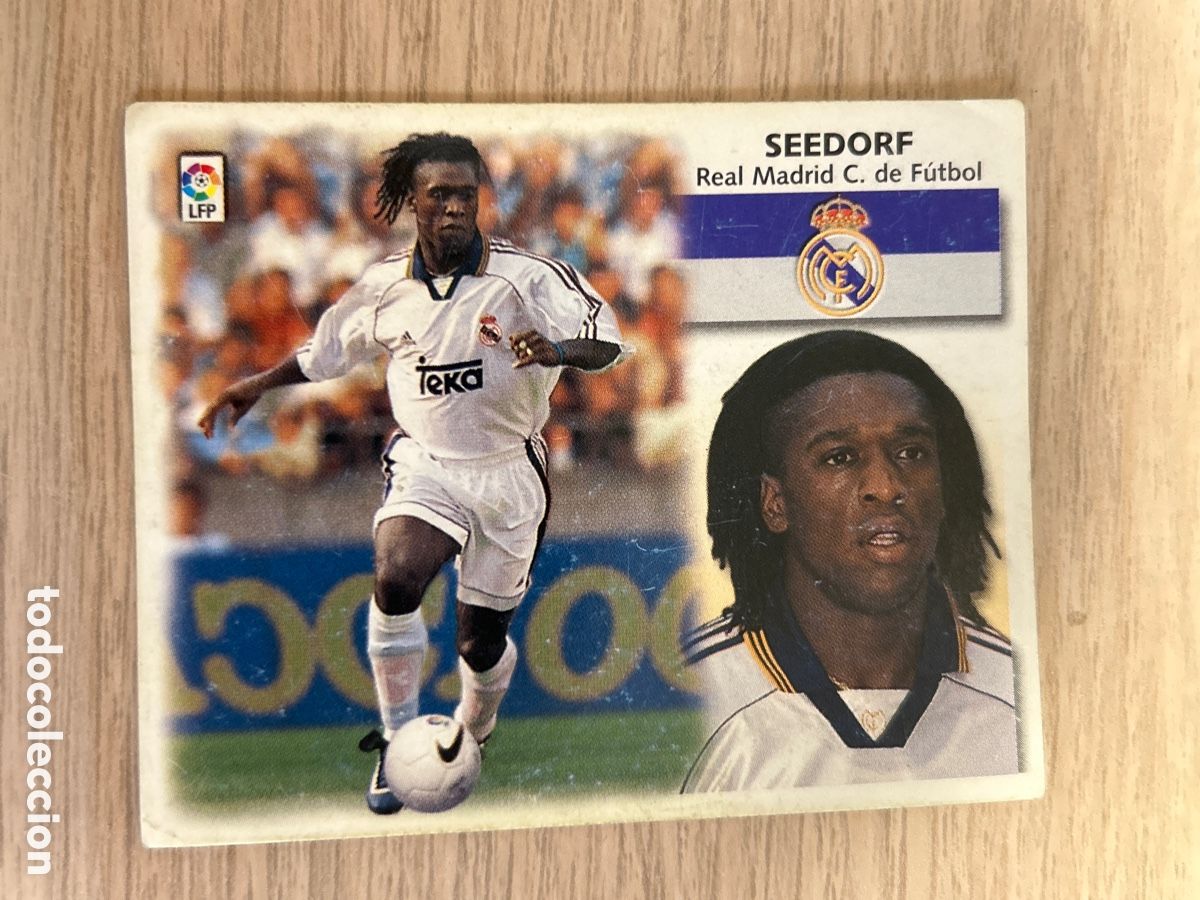 SEEDORF
Real Madrid C. de Fútbol
LFP
Teka
todocoleccion